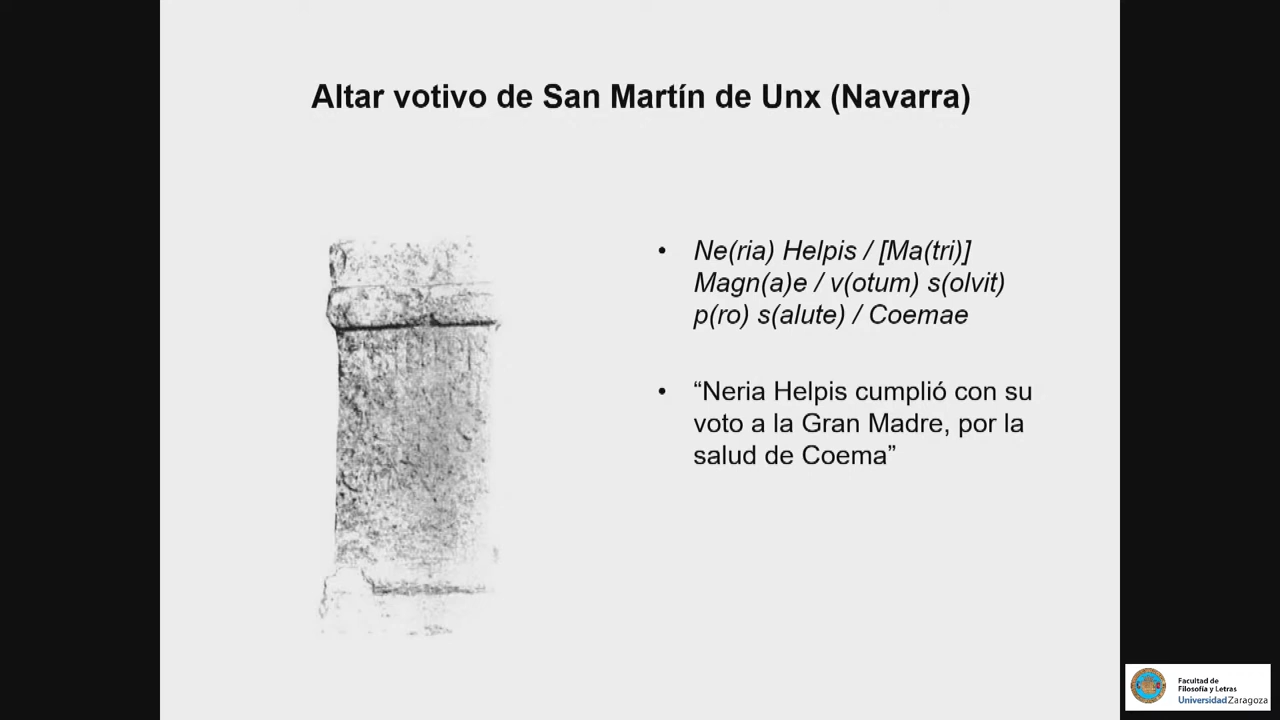 Altar votivo de San Martín de Unx (Navarra)
• Ne(ria) Helpis / [Ma(tri)]
Magn(a)e / v(otum) s(olvit)
p(ro) s(alute) / Coemae
• “Neria Helpis cumplió con su
voto a la Gran Madre, por la
salud de Coema”
Facultad de
Filosofía y Letras
Universidad Zaragoza